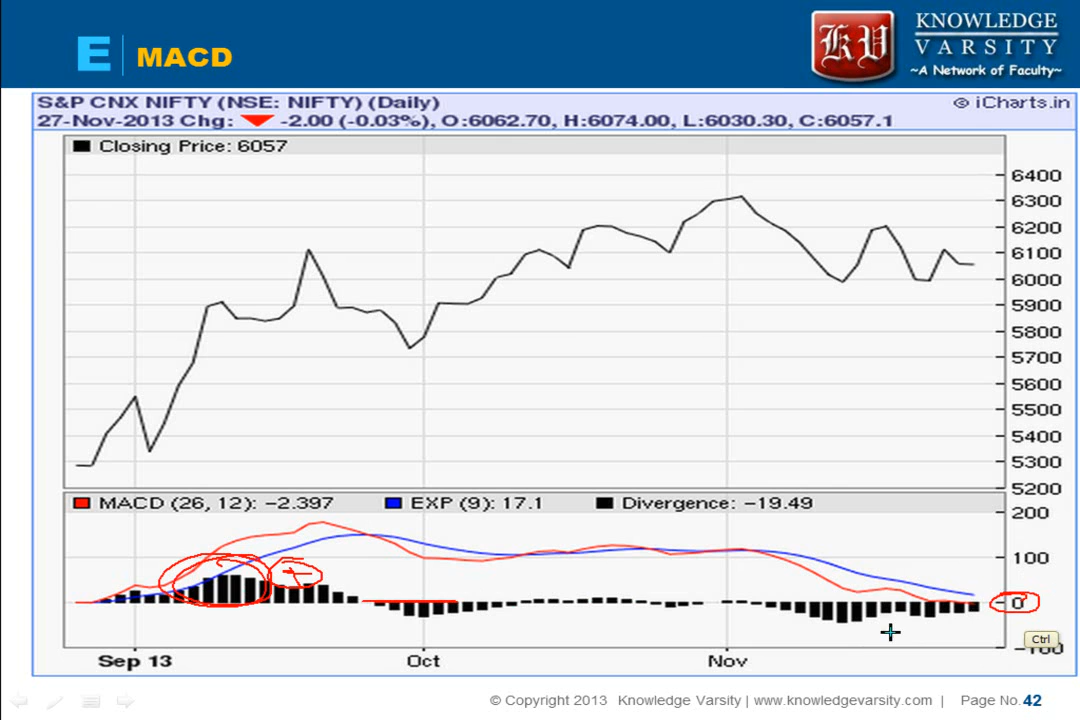 E | MACD
KV
KNOWLEDGE
VARSITY
~A Network of Faculty~
S&P CNX NIFTY (NSE: NIFTY) (Daily)
© iCharts.in
27-Nov-2013 Chg: -2.00 (-0.03%), O:6062.70, H:6074.00, L:6030.30, C:6057.1
Closing Price: 6057
6400
6300
6200
6100
6000
5900
5800
5700
5600
5500
5400
5300
5200
MACD (26, 12): -2.397
EXP (9): 17.1
Divergence: -19.49
200
100
0
Ctrl
-100
Sep 13
Oct
Nov
© Copyright 2013 Knowledge Varsity | www.knowledgevarsity.com | Page No.42